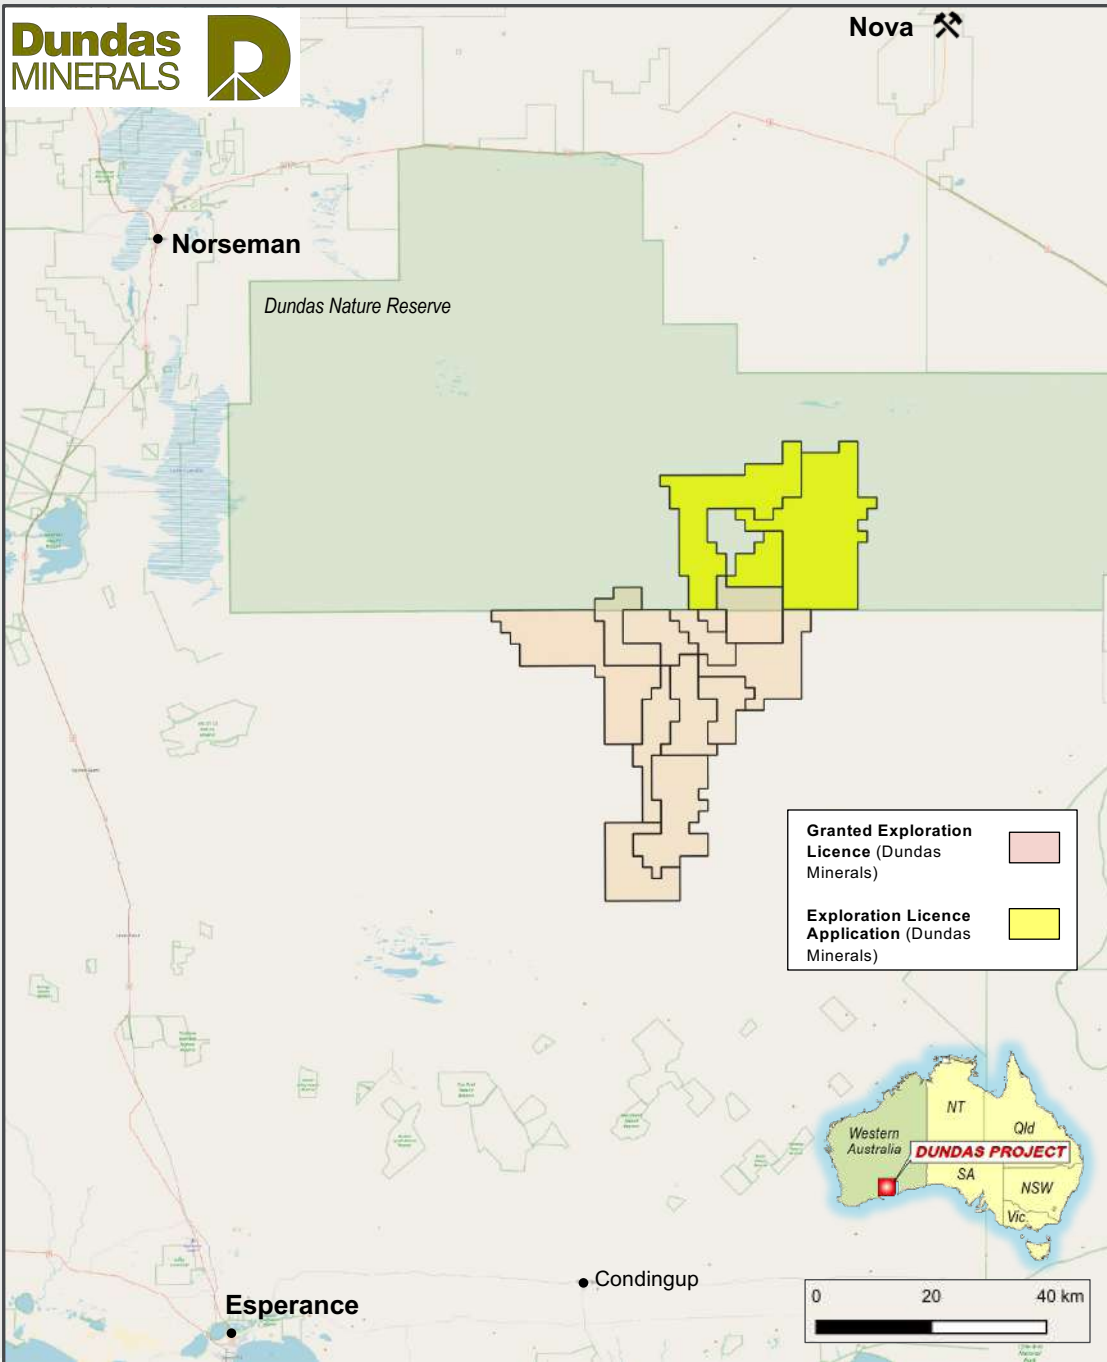 Dundas
MINERALS
Nova
Norseman
Dundas Nature Reserve
Granted Exploration
Licence (Dundas
Minerals)
Exploration Licence
Application (Dundas
Minerals)
NT
Western
Australia
Qld
DUNDAS PROJECT
SA
NSW
Vic.
Condingup
Esperance
0 20 40 km